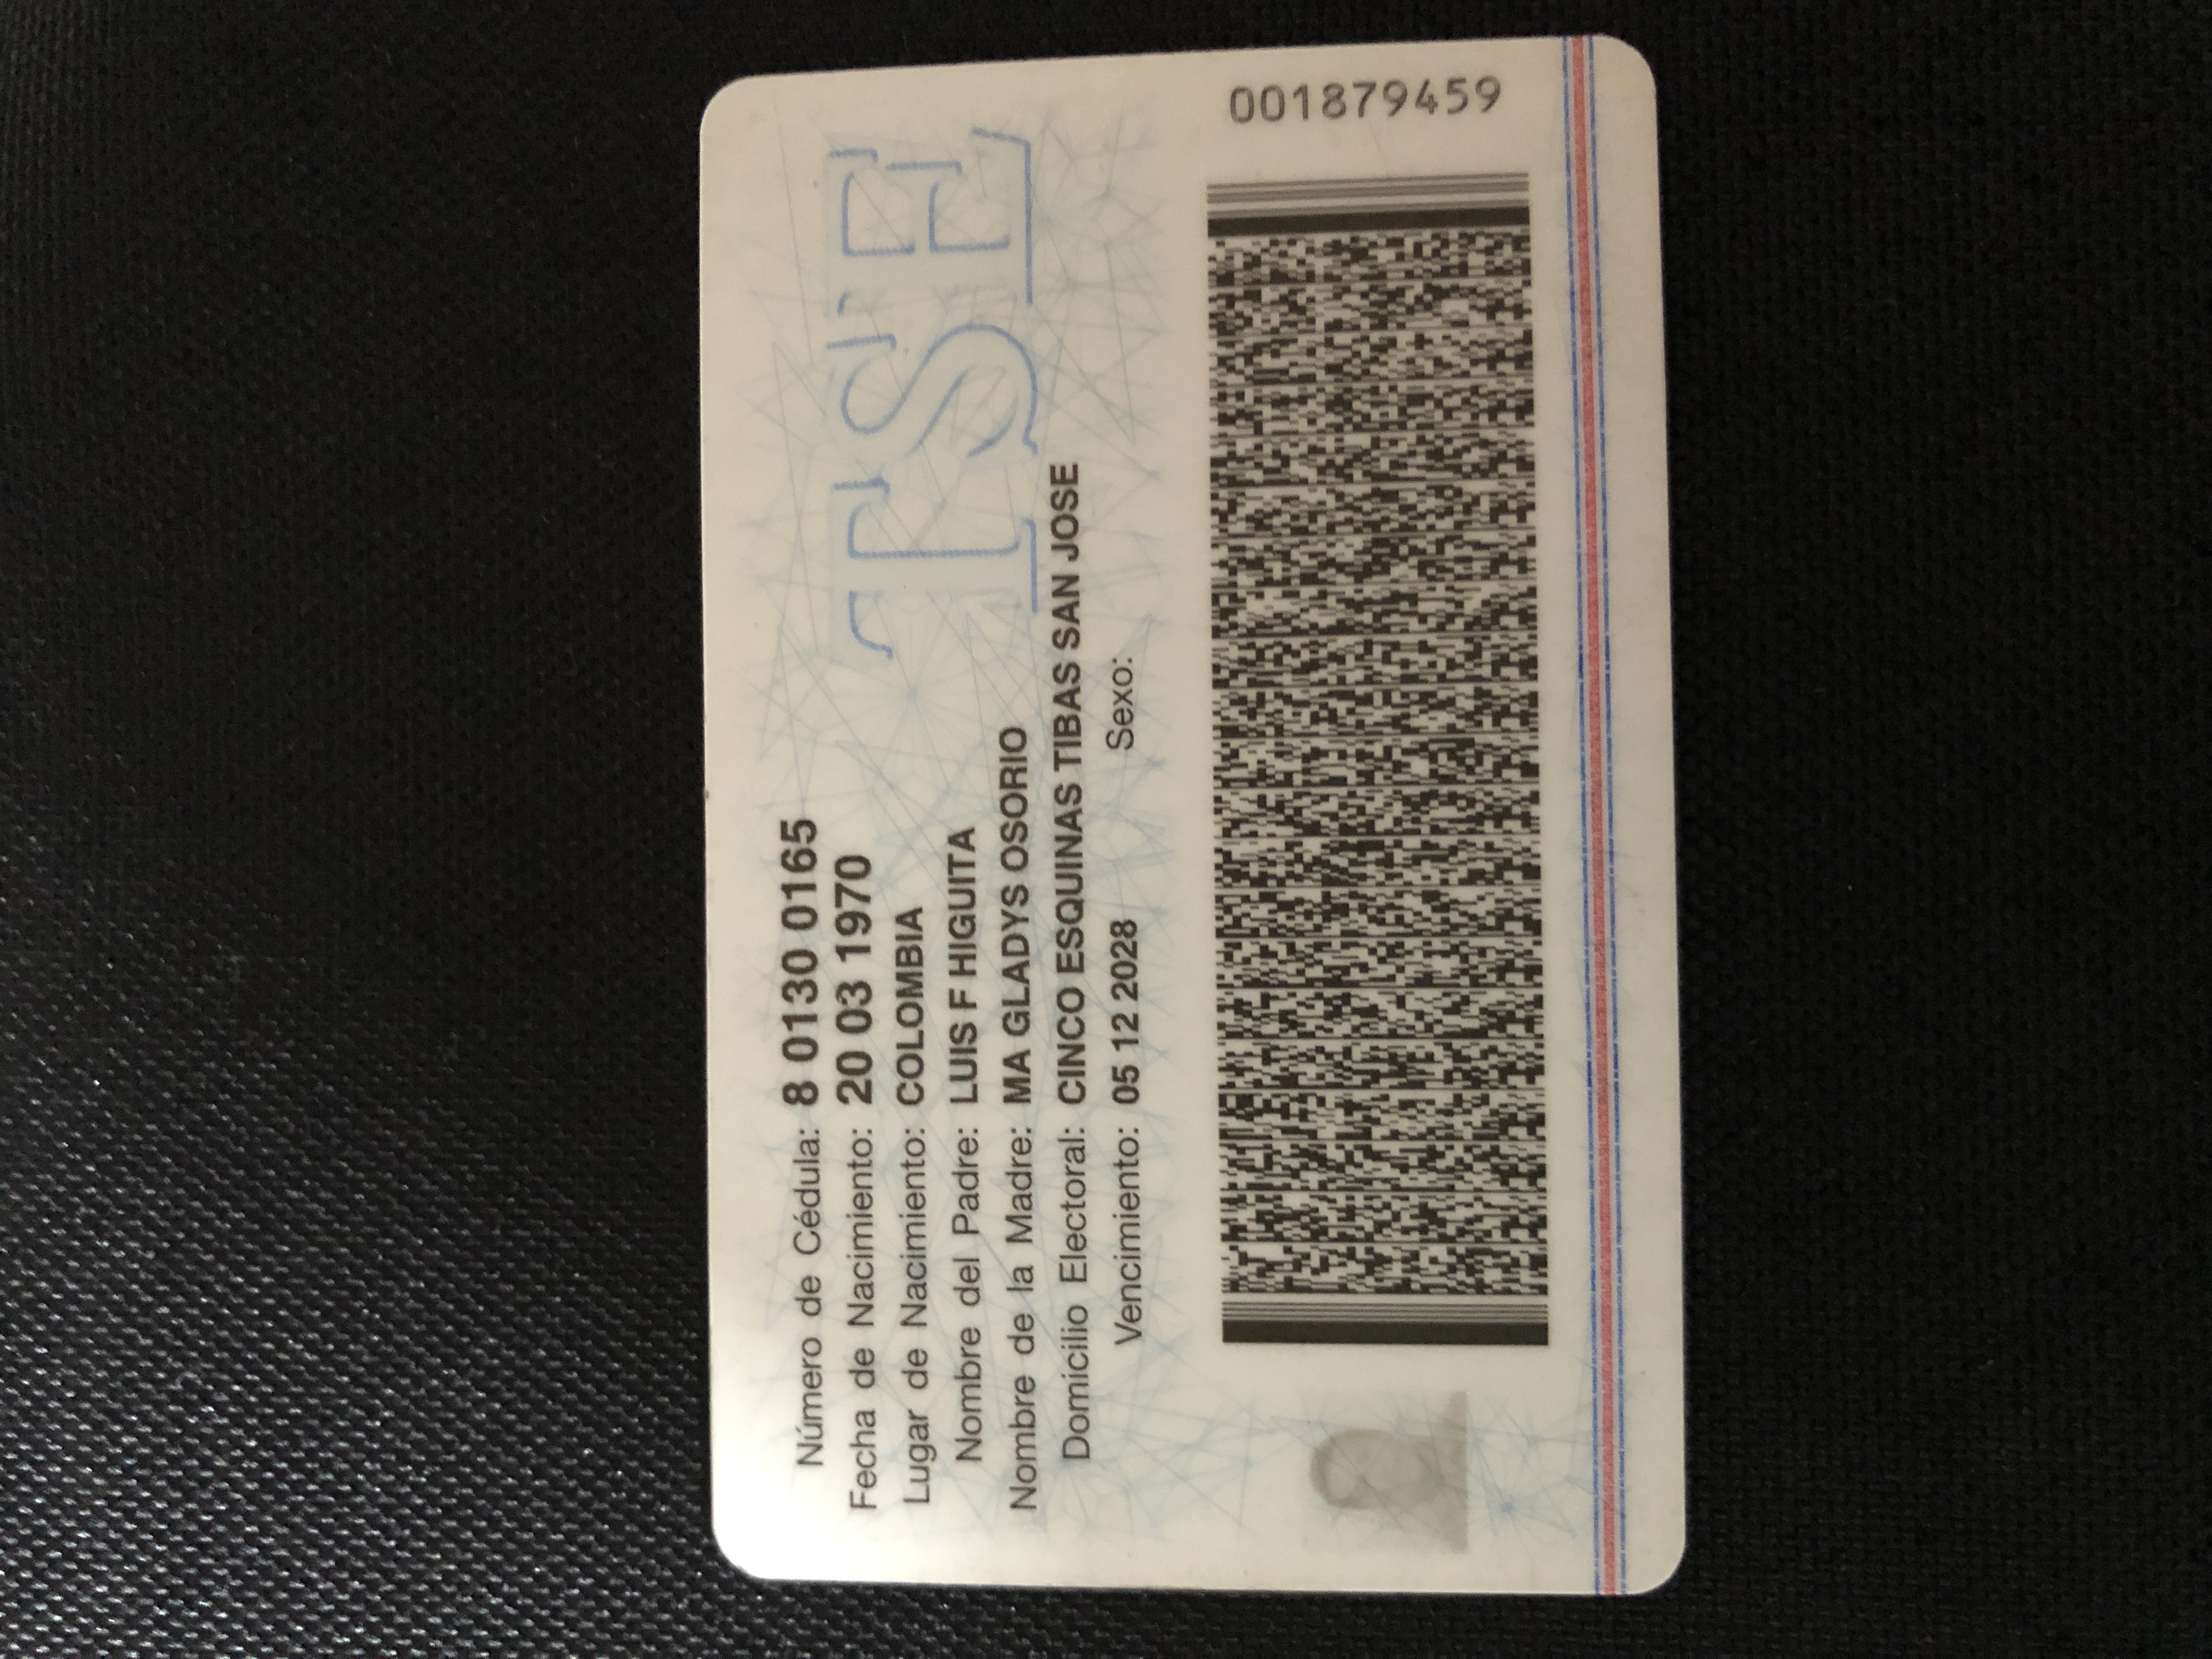 Número de Cédula: 8 0130 0165
Fecha de Nacimiento: 20 03 1970
Lugar de Nacimiento: COLOMBIA
Nombre del Padre: LUIS F HIGUITA
Nombre de la Madre: MA GLADYS OSORIO
Domicilio Electoral: CINCO ESQUINAS TIBAS SAN JOSE
Vencimiento: 05 12 2028 Sexo:
TSE
001879459